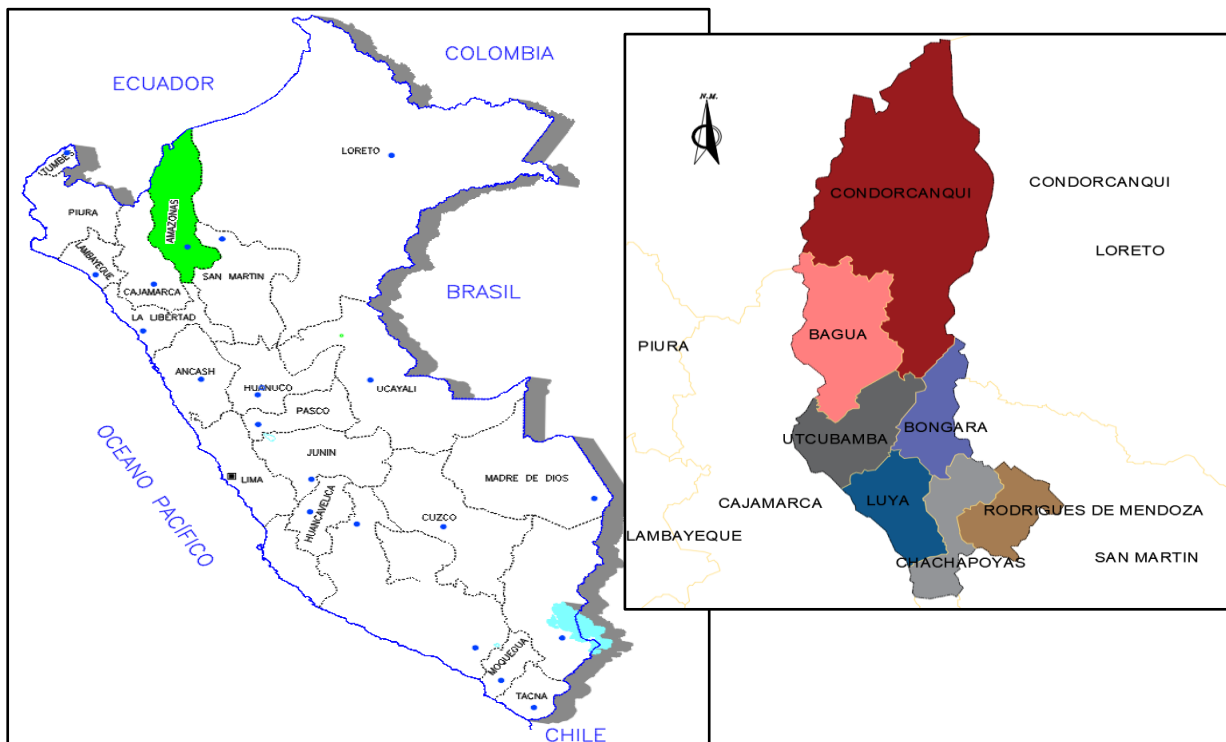 COLOMBIA
ECUADOR
TUMBES
LORETO
PIURA
AMAZONAS
LAMBAYEQUE
SAN MARTIN
CAJAMARCA
BRASIL
LA LIBERTAD
ANCASH
HUANUCO
UCAYALI
PASCO
OCEANO PACÍFICO
JUNIN
LIMA
MADRE DE DIOS
HUANCAVELICA
CUZCO
MOQUEGUA
TACNA
CHILE
N.M.
CONDORCANQUI
CONDORCANQUI
LORETO
BAGUA
PIURA
UTCUBAMBA
BONGARA
CAJAMARCA
LUYA
RODRIGUES DE MENDOZA
LAMBAYEQUE
CHACHAPOYAS
SAN MARTIN